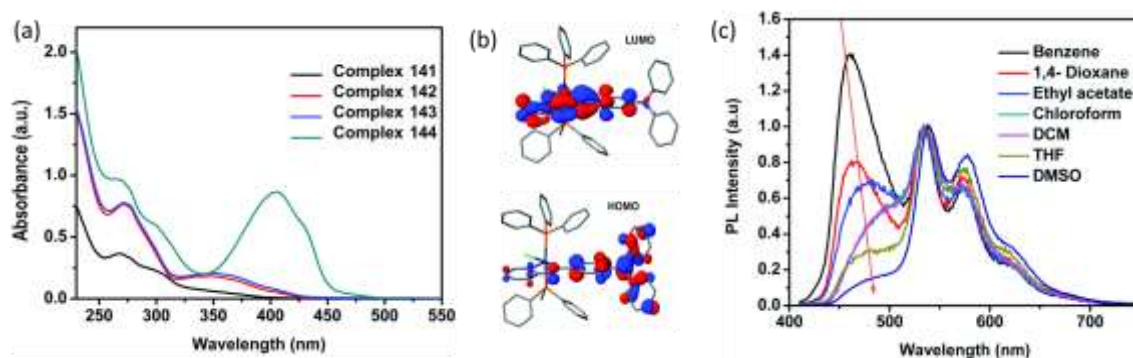 (a)
2.0
1.5
1.0
0.5
0.0
Absorbance (a.u.)
Complex 141
Complex 142
Complex 143
Complex 144
250 300 350 400 450 500 550
Wavelength (nm)
(b)
LUMO
HOMO
(c)
1.6
1.4
1.2
1.0
0.8
0.6
0.4
0.2
0.0
PL Intensity (a.u)
Benzene
1,4- Dioxane
Ethyl acetate
Chloroform
DCM
THF
DMSO
400 500 600 700
Wavelength (nm)